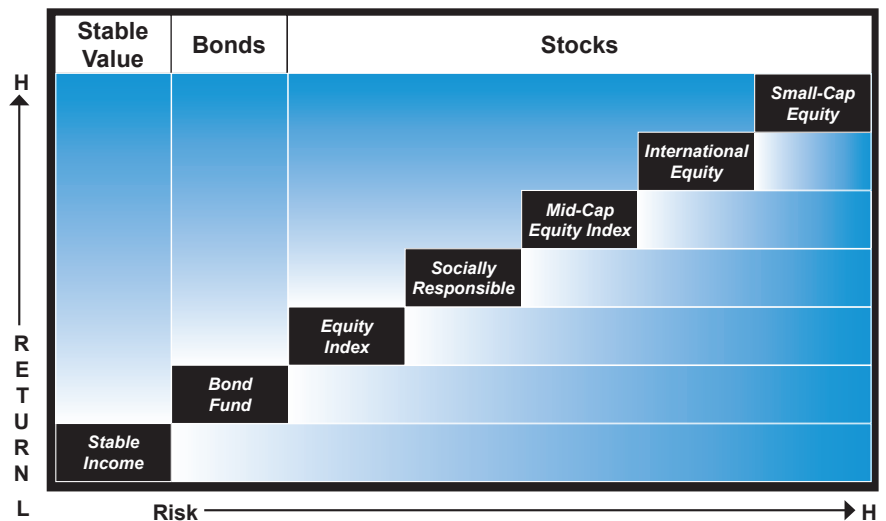 Stable
Value
Bonds
Stocks
H
Small-Cap
Equity
International
Equity
Mid-Cap
Equity Index
Socially
Responsible
Equity
Index
Bond
Fund
Stable
Income
R
E
T
U
R
N
L
Risk
H